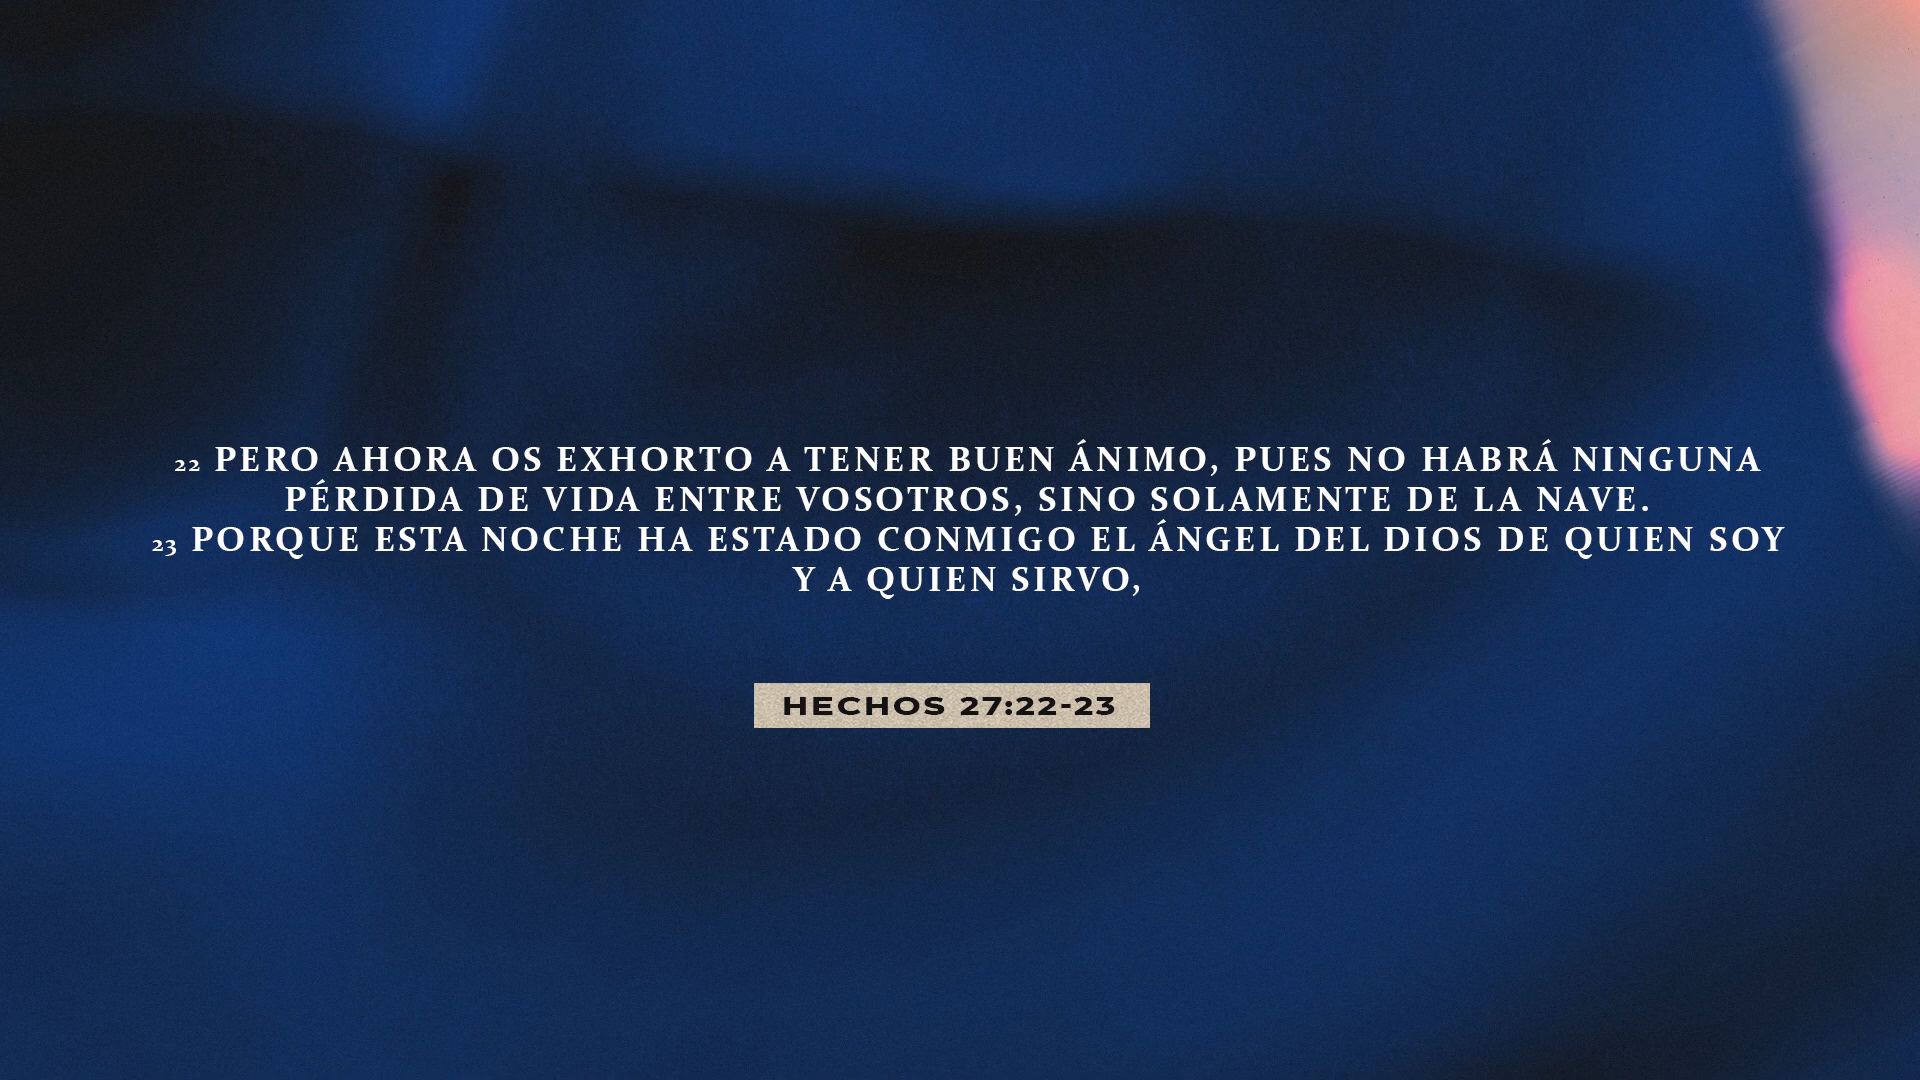 22 PERO AHORA OS EXHORTO A TENER BUEN ÁNIMO, PUES NO HABRÁ NINGUNA
PÉRDIDA DE VIDA ENTRE VOSOTROS, SINO SOLAMENTE DE LA NAVE.
23 PORQUE ESTA NOCHE HA ESTADO CONMIGO EL ÁNGEL DEL DIOS DE QUIEN SOY
Y A QUIEN SIRVO,
HECHOS 27:22-23